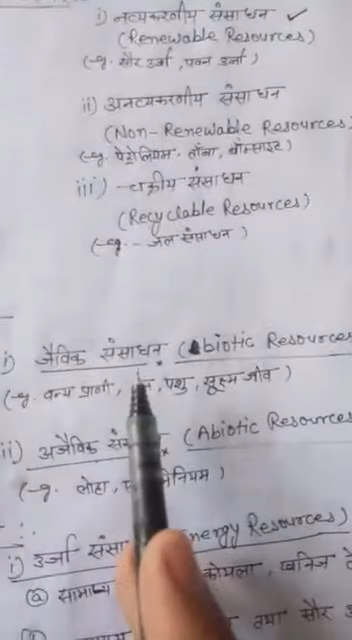 i) नव्यकरणीय संसाधन ✓
(Renewable Resources)
(-eg. सौर ऊर्जा, पवन ऊर्जा)
ii) अनव्यकरणीय संसाधन
(Non-Renewable Resources
(-eg. पेट्रोलियम, ताँबा, बॉक्साइट)
iii) चक्रीय संसाधन
(Recyclable Resources)
(-eg. - जल संसाधन)
i) जैविक संसाधन (Abiotic Resources
(-eg. वन्य प्राणी, पशु, सूक्ष्म जीव)
ii) अजैविक (Abiotic Resources
(-eg. लोहा,
i) ऊर्जा nergy Resources)
(a) सामान्य कोयला, खनिज
तथा सौर